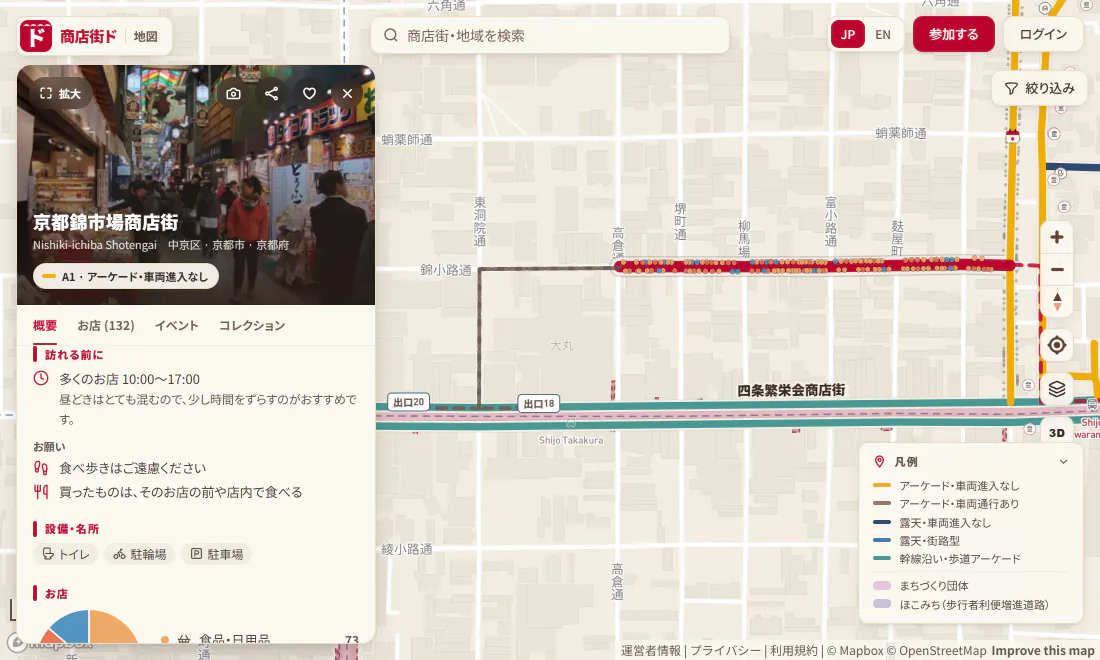 六角通
六角通
ド 商店街ド 地図
商店街・地域を検索
JP EN
参加する
ログイン
絞り込み
拡大
京都錦市場商店街
Nishiki-ichiba Shotengai 中京区・京都市・京都府
A1・アーケード・車両進入なし
概要 お店 (132) イベント コレクション
訪れる前に
多くのお店 10:00〜17:00
昼どきはとても混むので、少し時間をずらすのがおすすめで
す。
お願い
食べ歩きはご遠慮ください
買ったものは、そのお店の前や店内で食べる
設備・名所
トイレ 駐輪場 駐車場
お店
食品・日用品 73
蛸薬師通
蛸薬師通
東洞院通
高倉通
堺町通
柳馬場
富小路通
麩屋町
錦小路通
大丸
四条繁栄会商店街
出口20
出口18
Shijo Takakura
Shijo
waran
綾小路通
高倉通
3D
凡例
アーケード・車両進入なし
アーケード・車両通行あり
露天・車両進入なし
露天・街路型
幹線沿い・歩道アーケード
まちづくり団体
ほこみち（歩行者利便増進道路）
mapbox
新
通
運営者情報 | プライバシー | 利用規約 | © Mapbox © OpenStreetMap Improve this map